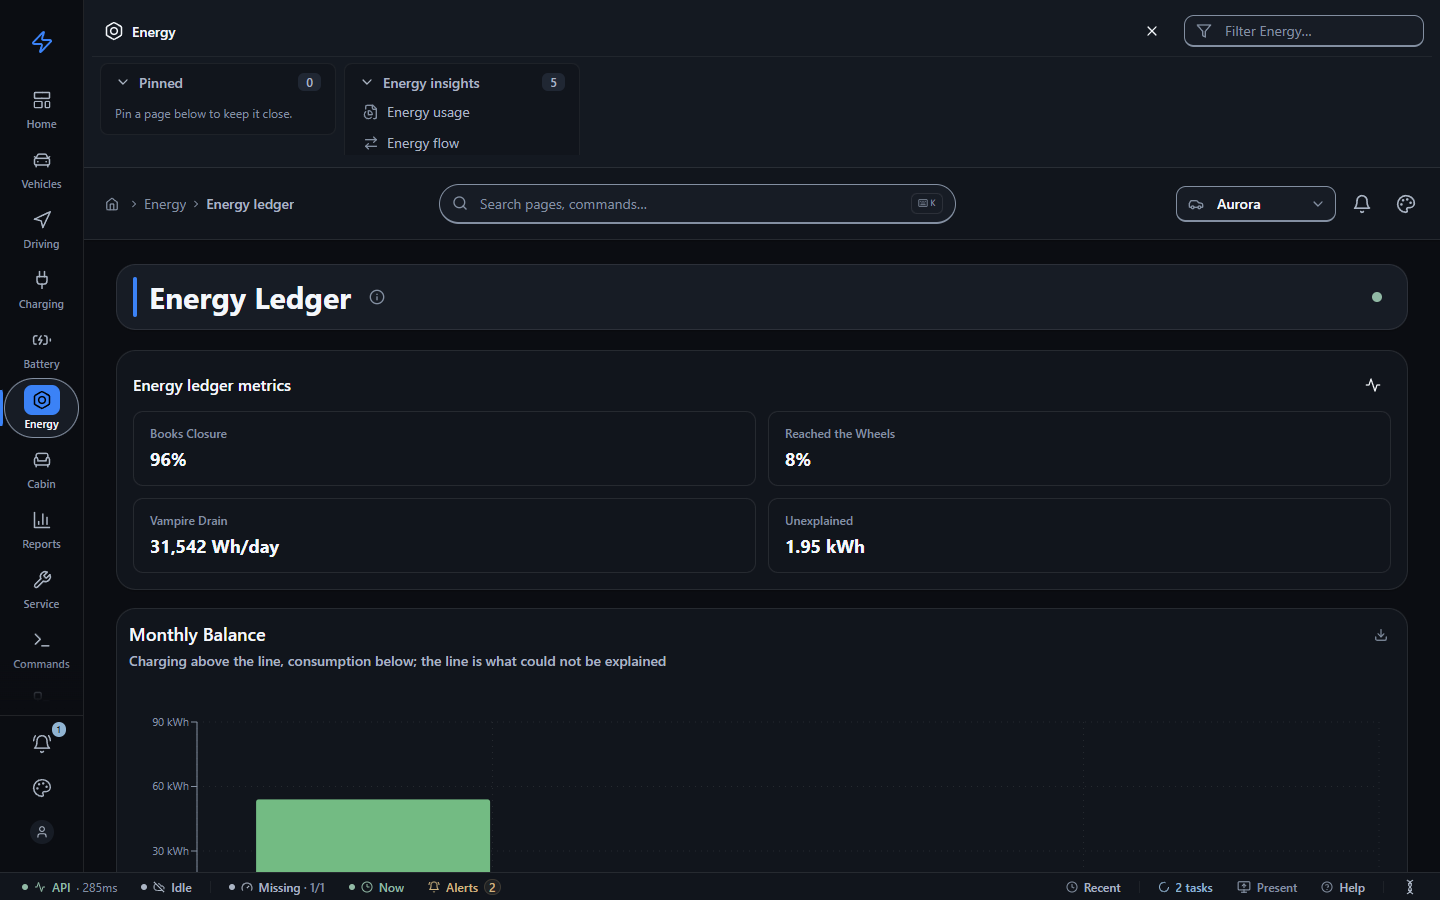 Energy
Filter Energy...
Pinned
0
Pin a page below to keep it close.
Energy insights
5
Energy usage
Energy flow
Home
Vehicles
Driving
Charging
Battery
Energy
Cabin
Reports
Service
Commands
1
Energy
Energy ledger
Search pages, commands...
K
Aurora
Energy Ledger
Energy ledger metrics
Books Closure
96%
Reached the Wheels
8%
Vampire Drain
31,542 Wh/day
Unexplained
1.95 kWh
Monthly Balance
Charging above the line, consumption below; the line is what could not be explained
90 kWh
60 kWh
30 kWh
API · 285ms
Idle
Missing · 1/1
Now
Alerts 2
Recent
2 tasks
Present
Help